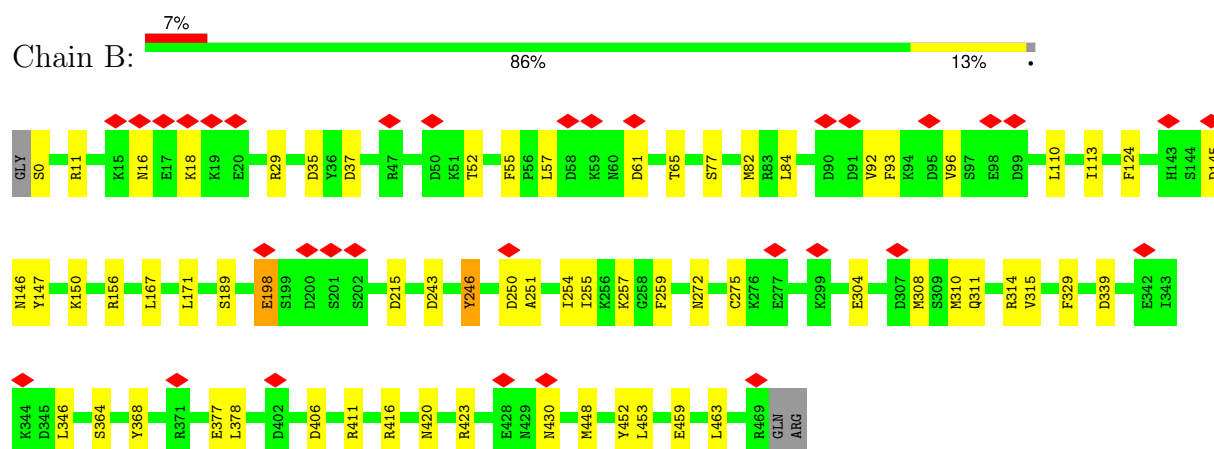 7%
Chain B:
86% 13% •
GLY S0 R11 K15 N16 E17 K18 K19 E20 R29 D35 Y36 D37 R47 D50 K51 T52 F55 P56 L57 D58 K59 N60 D61 T65 S77 M82 R83 L84 D90 D91 V92 F93 K94 D95 V96 S97 E98 D99 L110 I113 F124 H143 S144 D145
N146 Y147 K150 R156 L167 L171 S189 E198 S199 D200 S201 S202 D215 D243 Y246 D250 A251 I254 I255 K256 K257 G258 F259 N272 C275 K276 E277 K299 E304 D307 M308 S309 M310 Q311 R314 V315 F329 D339 E342 I343
K344 D345 L346 S364 Y368 R371 E377 L378 D402 D406 R411 R416 N420 R423 E428 N429 N430 M448 Y452 L453 E459 L463 R469 GLN ARG